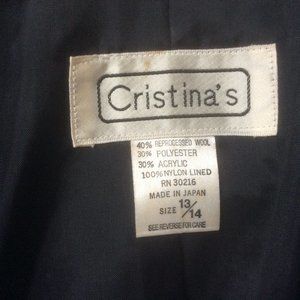 Cristina's
40% REPROCESSED WOOL
30% POLYESTER
30% ACRYLIC
100% NYLON LINED
RN 30216
MADE IN JAPAN
SIZE 13/14
SEE REVERSE FOR CARE